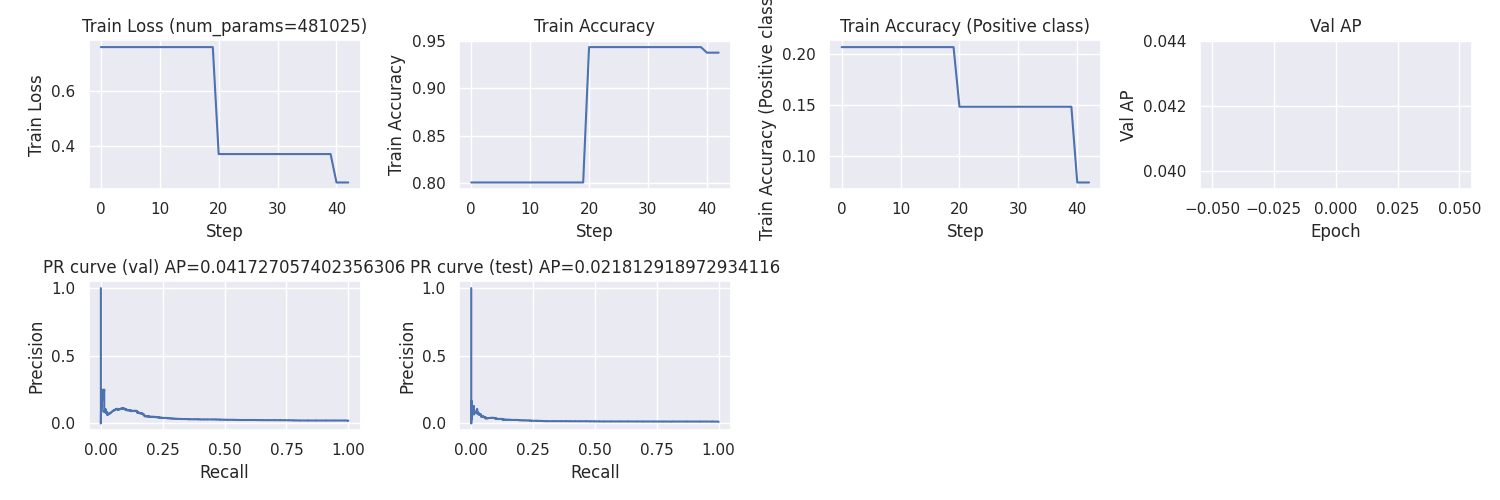 Train Loss (num_params=481025)
Train Loss
0.6
0.4
0 10 20 30 40
Step
Train Accuracy
Train Accuracy
0.95
0.90
0.85
0.80
0 10 20 30 40
Step
Train Accuracy (Positive class)
Train Accuracy (Positive class
0.20
0.15
0.10
0 10 20 30 40
Step
Val AP
Val AP
0.044
0.042
0.040
−0.050 −0.025 0.000 0.025 0.050
Epoch
PR curve (val) AP=0.041727057402356306
Precision
1.0
0.5
0.0
0.00 0.25 0.50 0.75 1.00
Recall
PR curve (test) AP=0.021812918972934116
Precision
1.0
0.5
0.0
0.00 0.25 0.50 0.75 1.00
Recall